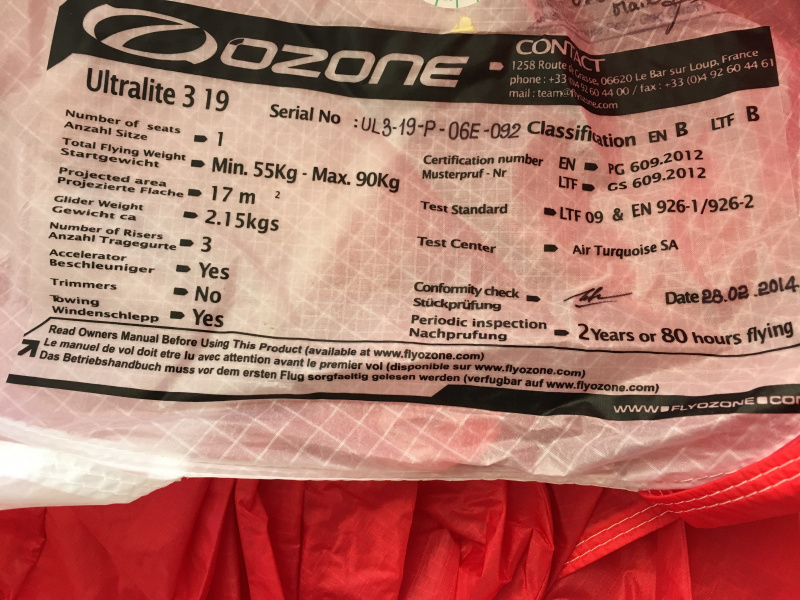 OZONE
CONTACT
1258 Route de Grasse, 06620 Le Bar sur Loup, France
phone : +33 (0)4 92 60 44 00 / fax : +33 (0)4 92 60 44 61
mail : team@flyozone.com
Ultralite 3 19
Serial No : UL3-19-P-06E-092
Classification EN B LTF B
Number of seats
Anzahl Sitze 1
Total Flying Weight
Startgewicht Min. 55Kg - Max. 90Kg
Projected area
Projezierte Flache 17 m 2
Glider Weight
Gewicht ca 2.15kgs
Number of Risers
Anzahl Tragegurte 3
Accelerator
Beschleuniger Yes
Trimmers No
Towing
Windenschlepp Yes
Certification number EN PG 609.2012
Musterpruf - Nr LTF GS 609.2012
Test Standard LTF 09 & EN 926-1/926-2
Test Center Air Turquoise SA
Conformity check
Stückprüfung Date 28.02.2014
Periodic inspection
Nachprufung 2Years or 80 hours flying
Read Owners Manual Before Using This Product (available at www.flyozone.com)
Le manuel de vol doit etre lu avec attention avant le premier vol (disponible sur www.flyozone.com)
Das Betriebshandbuch muss vor dem ersten Flug sorgfaeltig gelesen werden (verfugbar auf www.flyozone.com)
WWW.FLYOZONE.COM